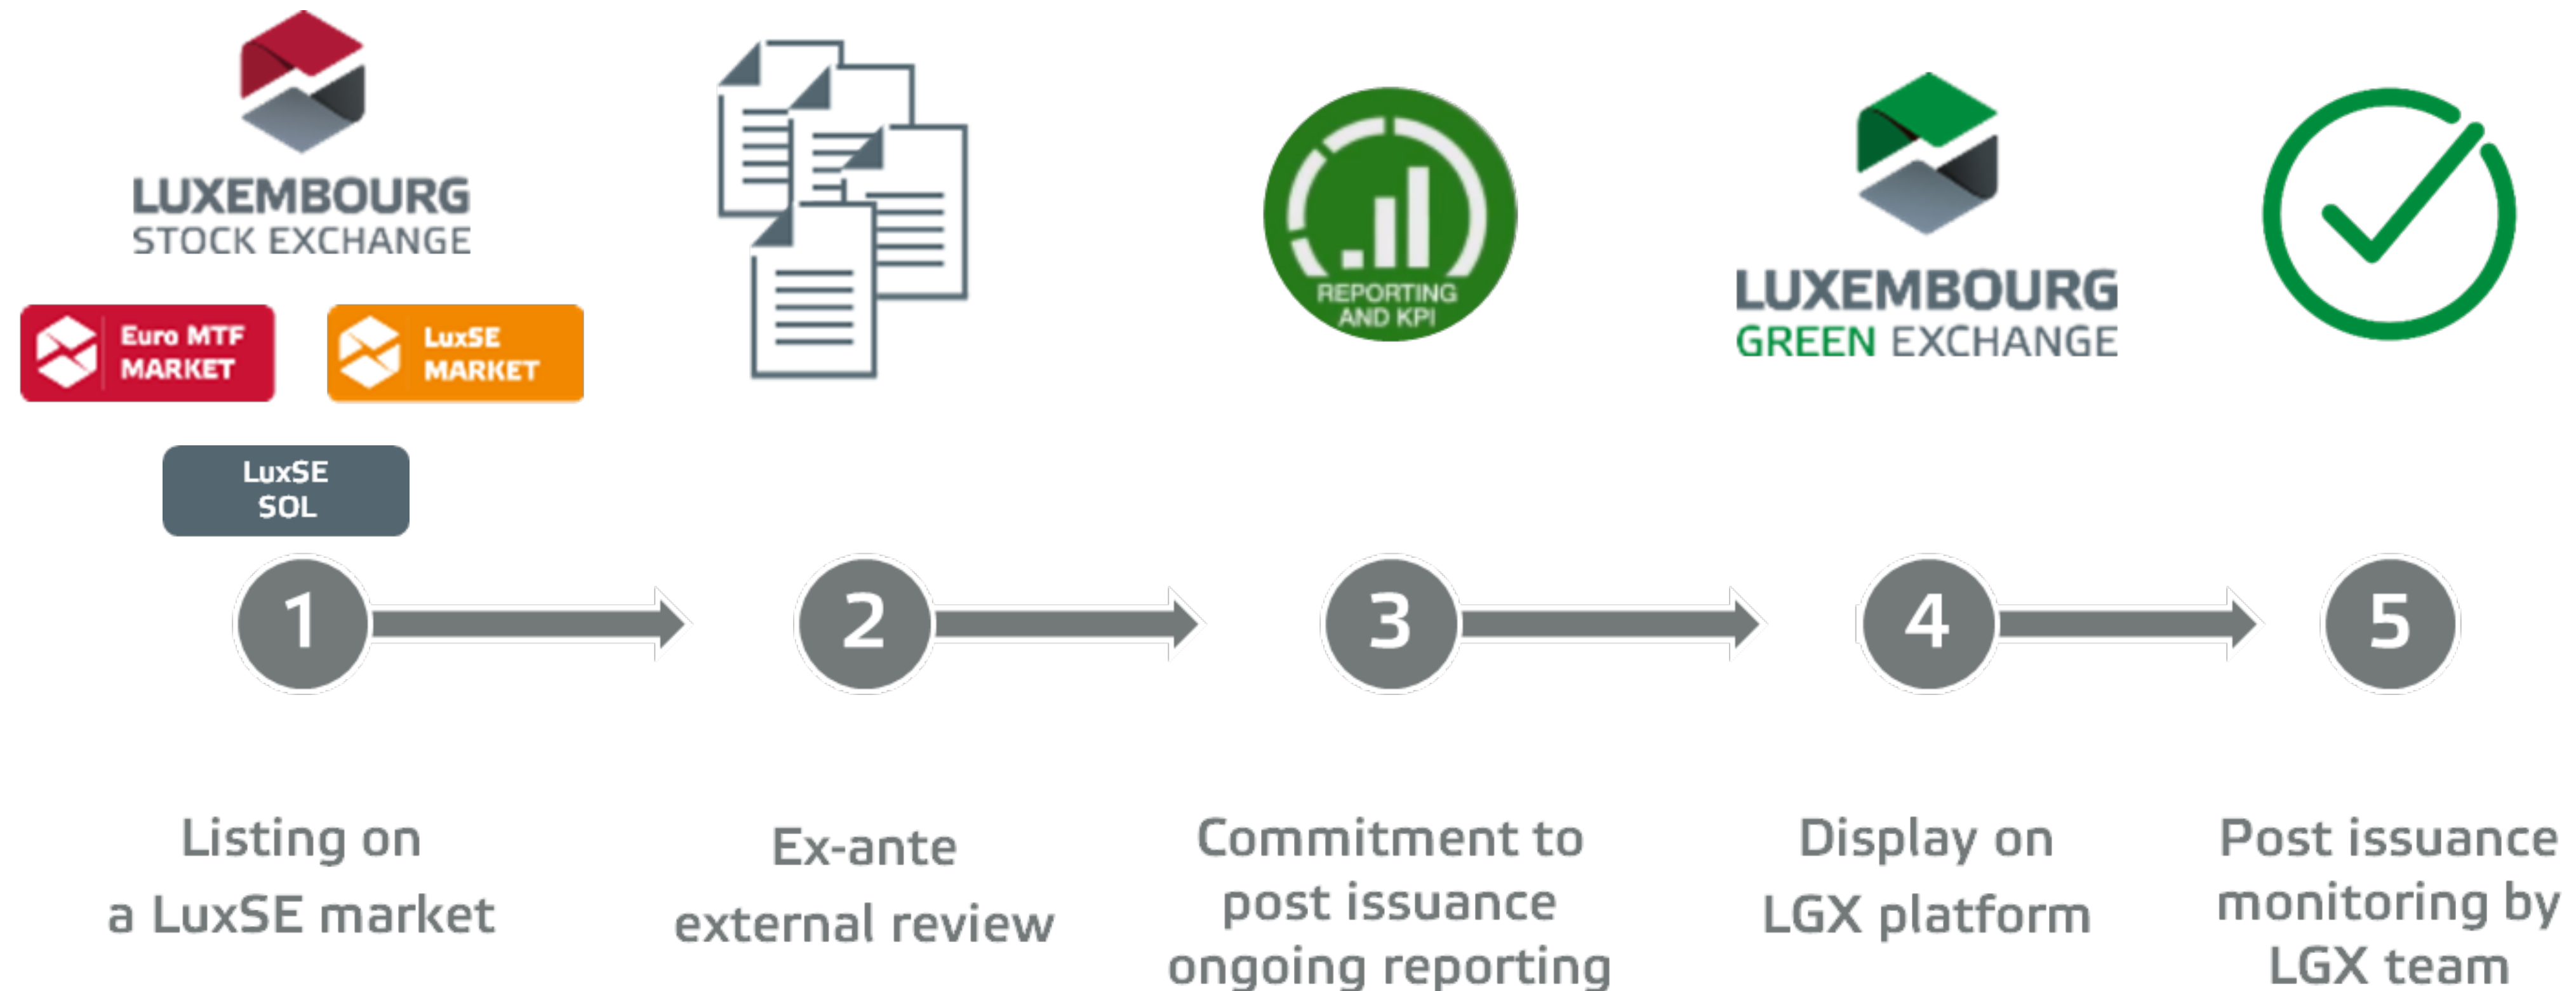 LUXEMBOURG
STOCK EXCHANGE
Euro MTF
MARKET
LuxSE
MARKET
LuxSE
SOL
REPORTING
AND KPI
LUXEMBOURG
GREEN EXCHANGE
1
2
3
4
5
Listing on
a LuxSE market
Ex-ante
external review
Commitment to
post issuance
ongoing reporting
Display on
LGX platform
Post issuance
monitoring by
LGX team